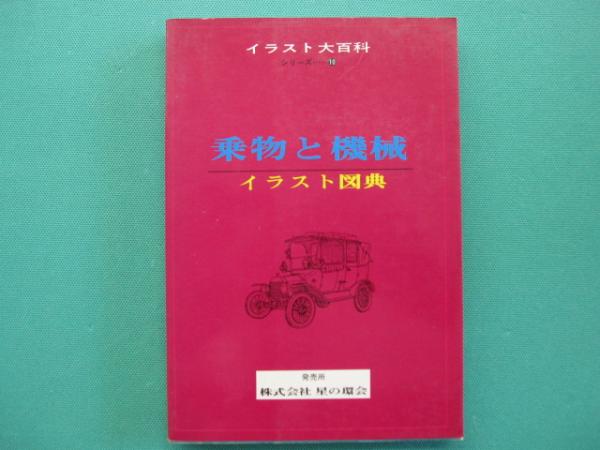 イラスト大百科
シリーズ……⑩
乗物と機械
イラスト図典
発売所
株式会社 星の環会